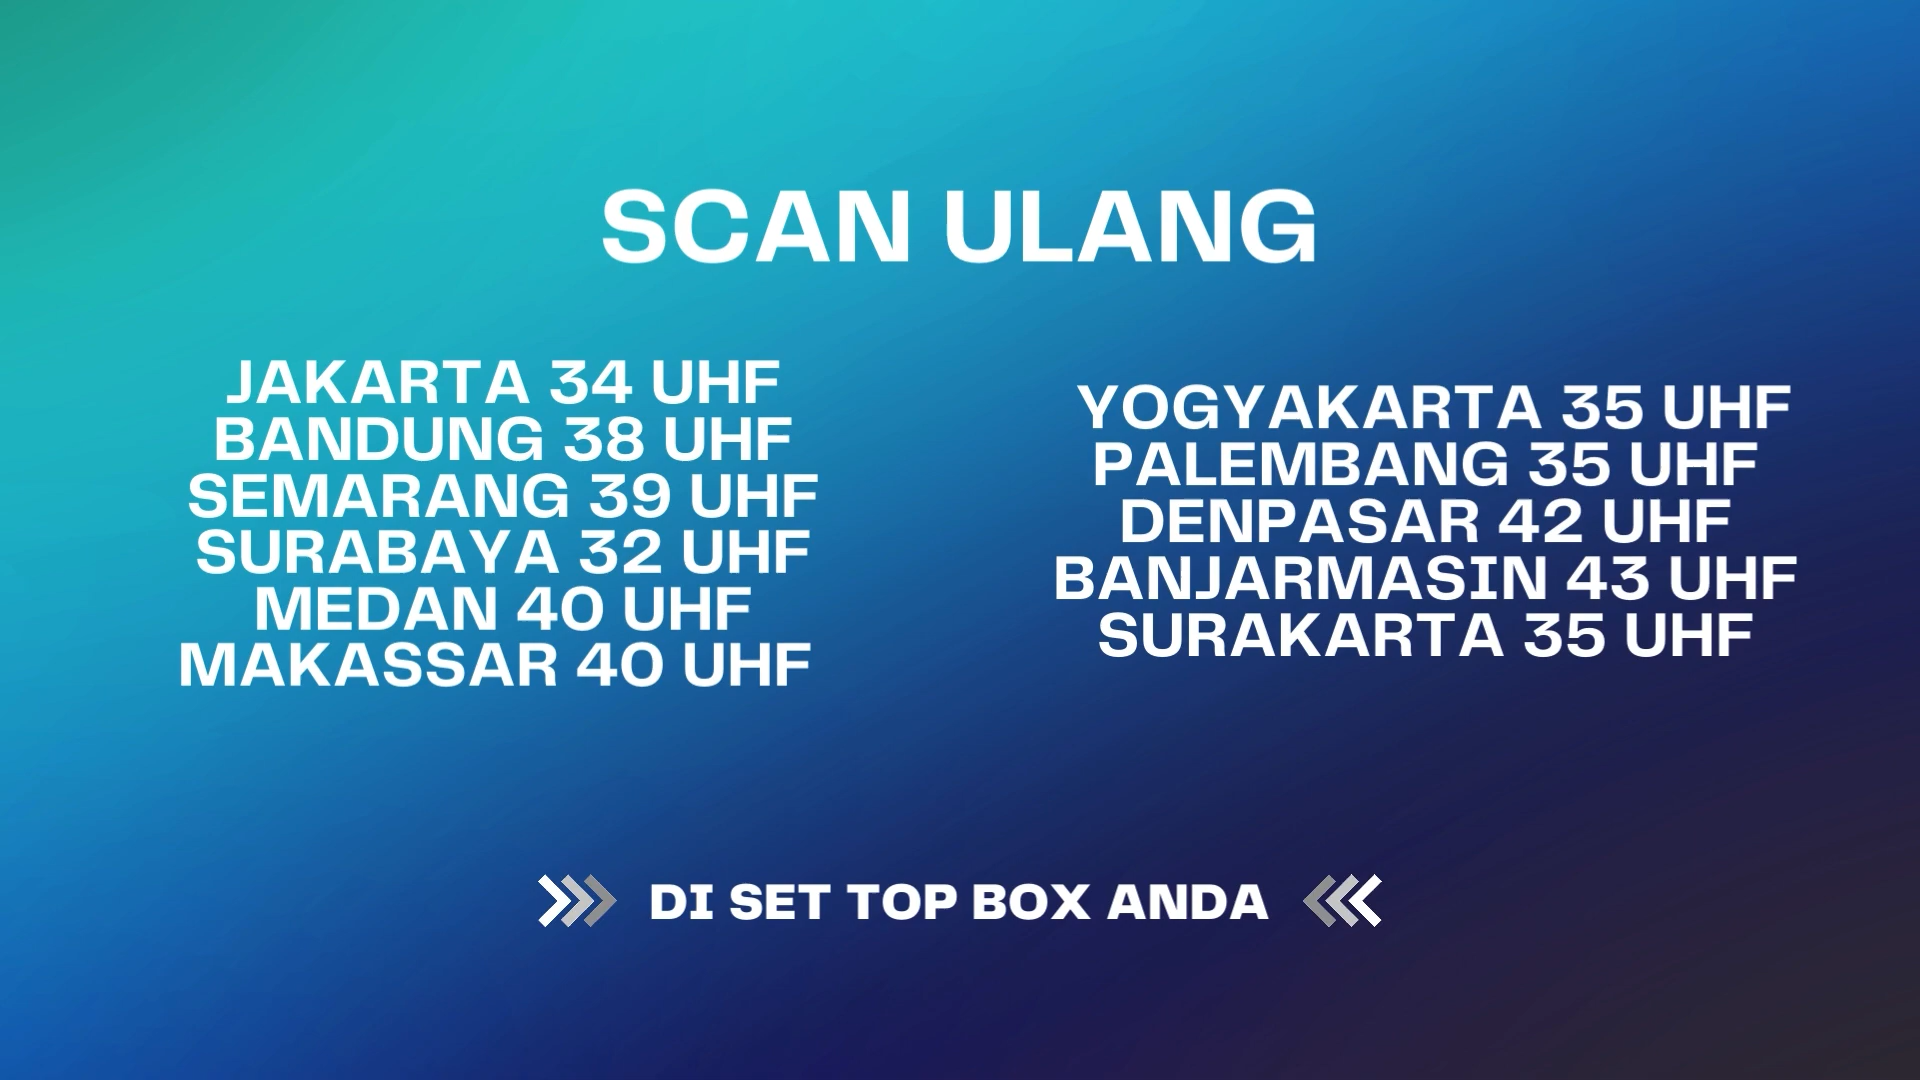 SCAN ULANG
JAKARTA 34 UHF
BANDUNG 38 UHF
SEMARANG 39 UHF
SURABAYA 32 UHF
MEDAN 40 UHF
MAKASSAR 40 UHF
YOGYAKARTA 35 UHF
PALEMBANG 35 UHF
DENPASAR 42 UHF
BANJARMASIN 43 UHF
SURAKARTA 35 UHF
DI SET TOP BOX ANDA